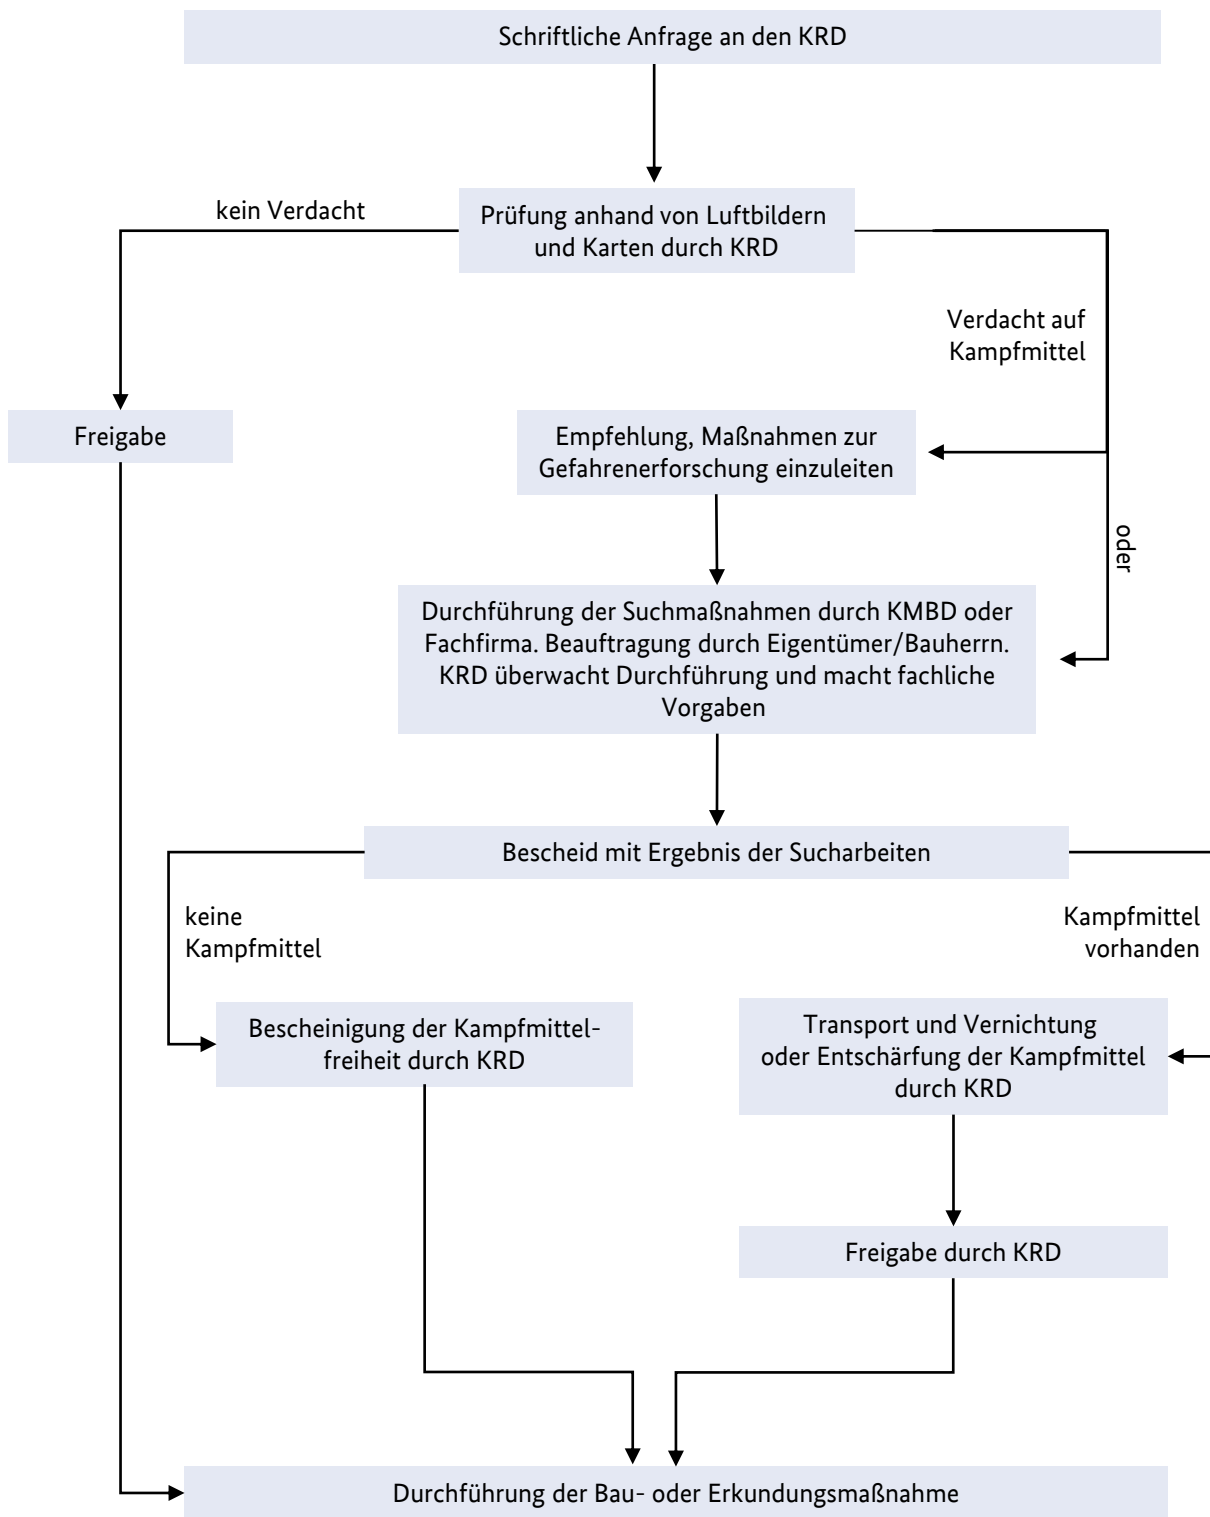 Schriftliche Anfrage an den KRD
kein Verdacht
Prüfung anhand von Luftbildern
und Karten durch KRD
Verdacht auf
Kampfmittel
Freigabe
Empfehlung, Maßnahmen zur
Gefahrenerforschung einzuleiten
oder
Durchführung der Suchmaßnahmen durch KMBD oder
Fachfirma. Beauftragung durch Eigentümer/Bauherrn.
KRD überwacht Durchführung und macht fachliche
Vorgaben
Bescheid mit Ergebnis der Sucharbeiten
keine
Kampfmittel
Kampfmittel
vorhanden
Bescheinigung der Kampfmittel-
freiheit durch KRD
Transport und Vernichtung
oder Entschärfung der Kampfmittel
durch KRD
Freigabe durch KRD
Durchführung der Bau- oder Erkundungsmaßnahme